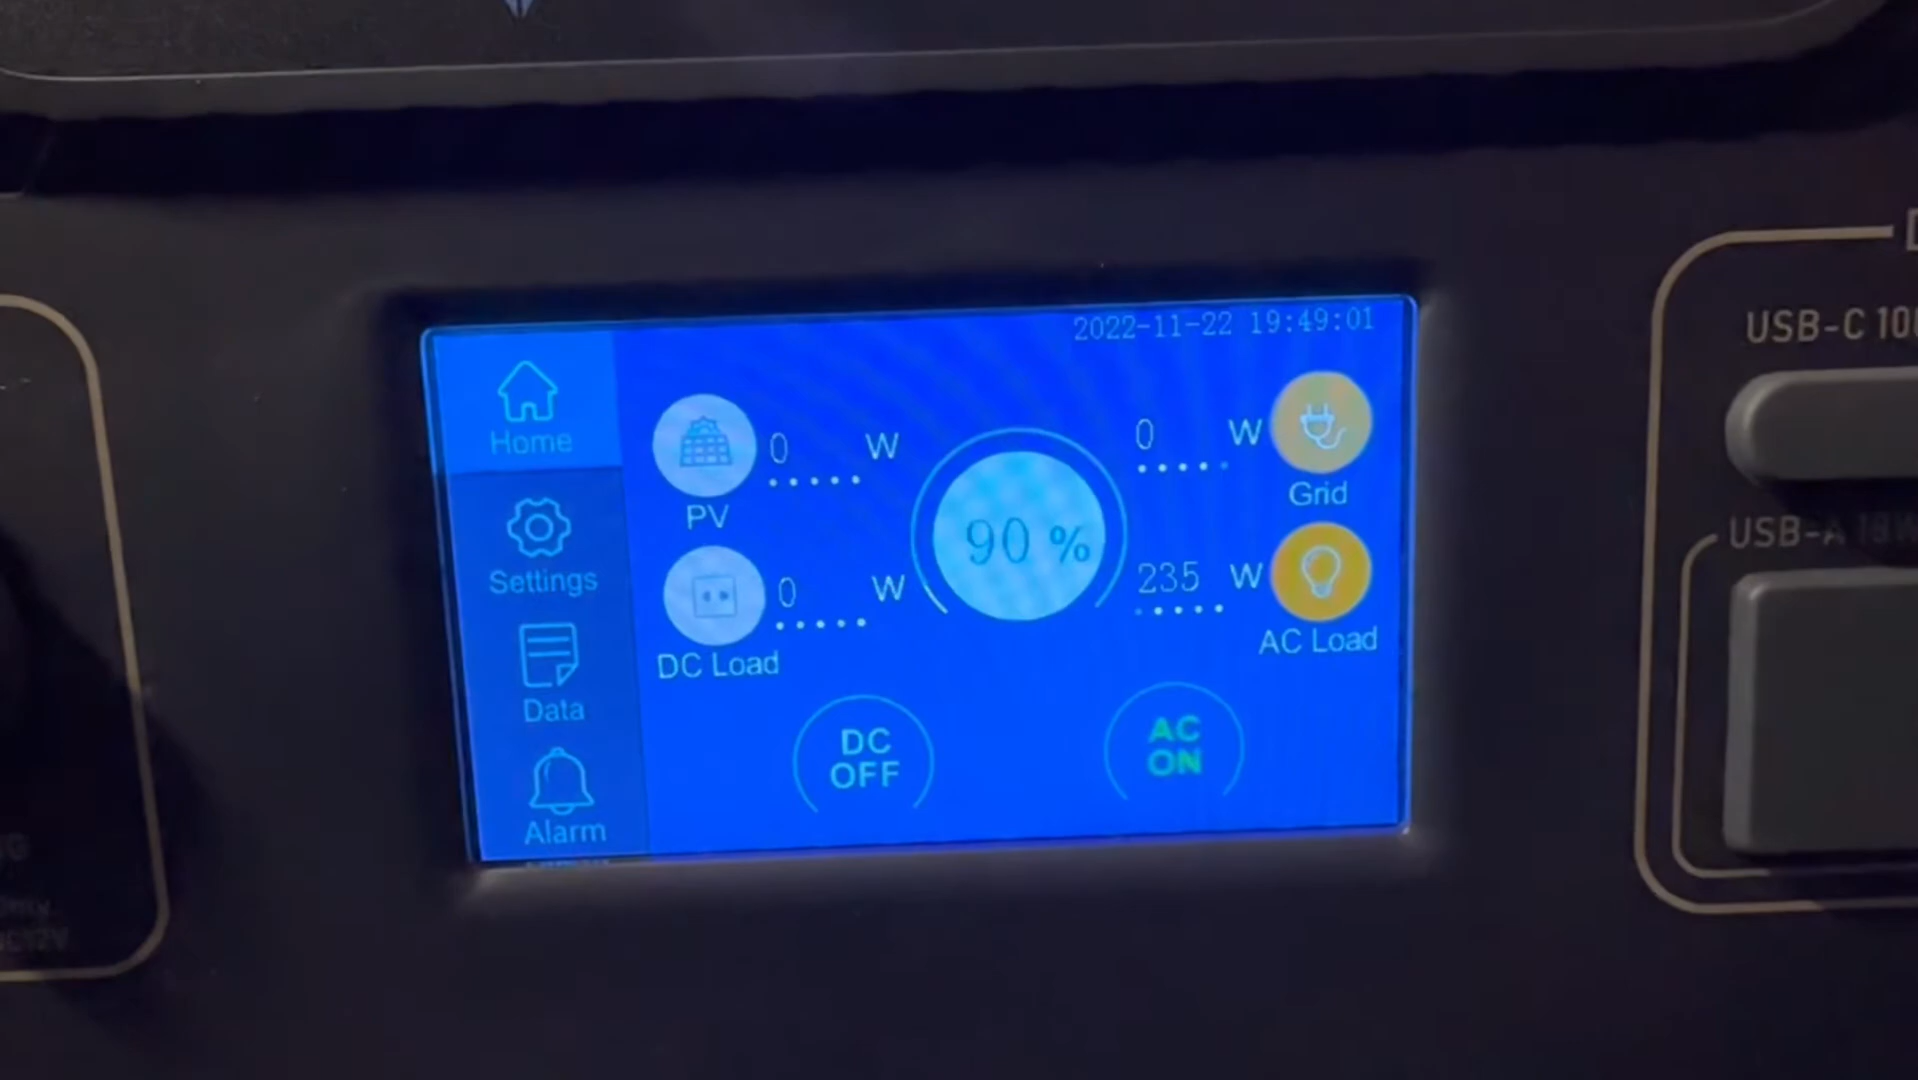 2022-11-22 19:49:01
Home
Settings
Data
Alarm
0 W
PV
0 W
DC Load
90 %
0 W
Grid
235 W
AC Load
DC
OFF
AC
ON
USB-C
USB-A 18W